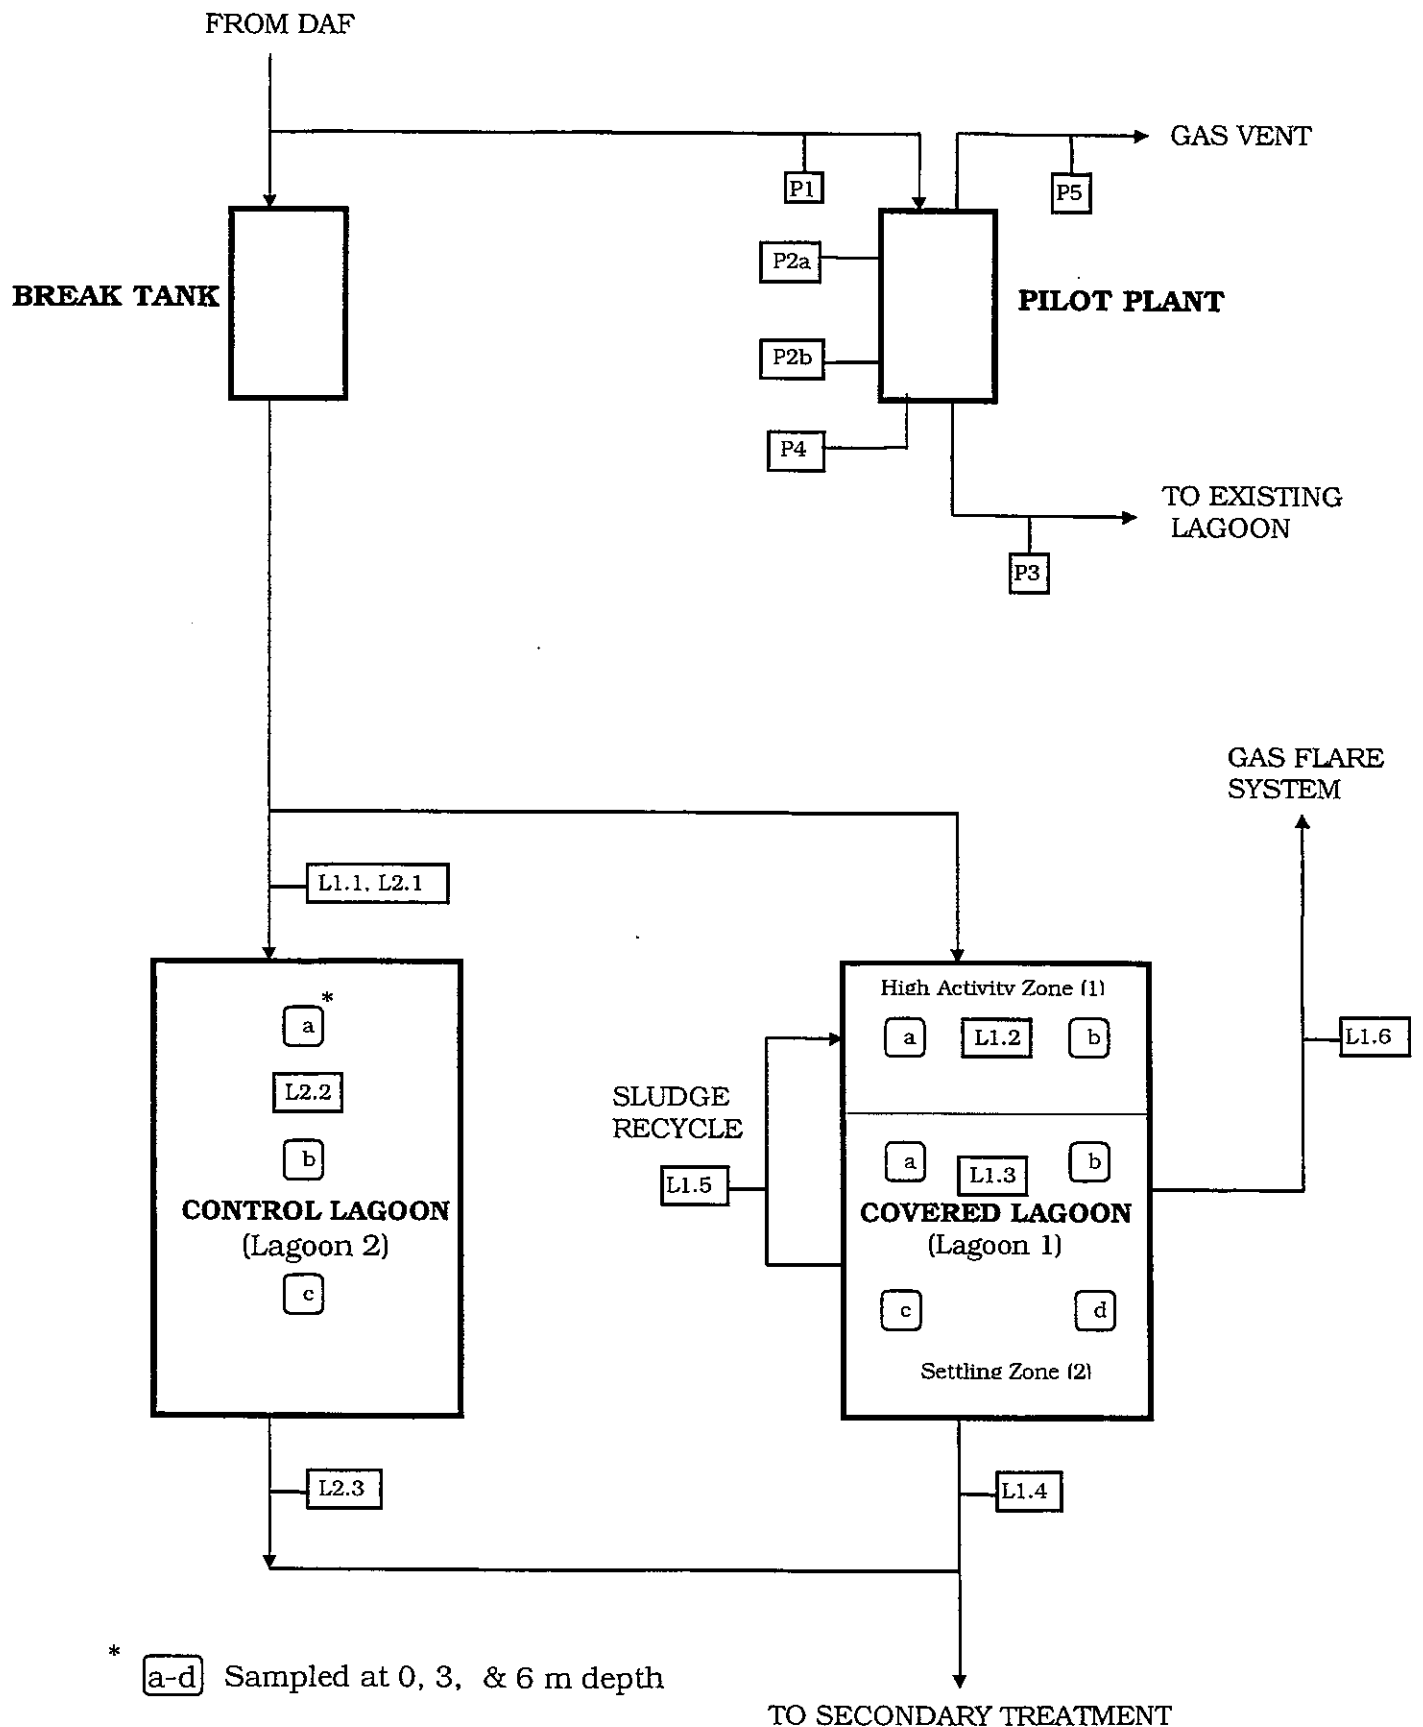 FROM DAF
GAS VENT
P1
P5
P2a
BREAK TANK
PILOT PLANT
P2b
P4
TO EXISTING
LAGOON
P3
GAS FLARE
SYSTEM
L1.1, L2.1
High Activity Zone (1)
a*
a
L1.2
b
L1.6
L2.2
SLUDGE
RECYCLE
b
a
L1.3
b
L1.5
CONTROL LAGOON
(Lagoon 2)
COVERED LAGOON
(Lagoon 1)
c
c
d
Settling Zone (2)
L2.3
L1.4
* a-d Sampled at 0, 3, & 6 m depth
TO SECONDARY TREATMENT